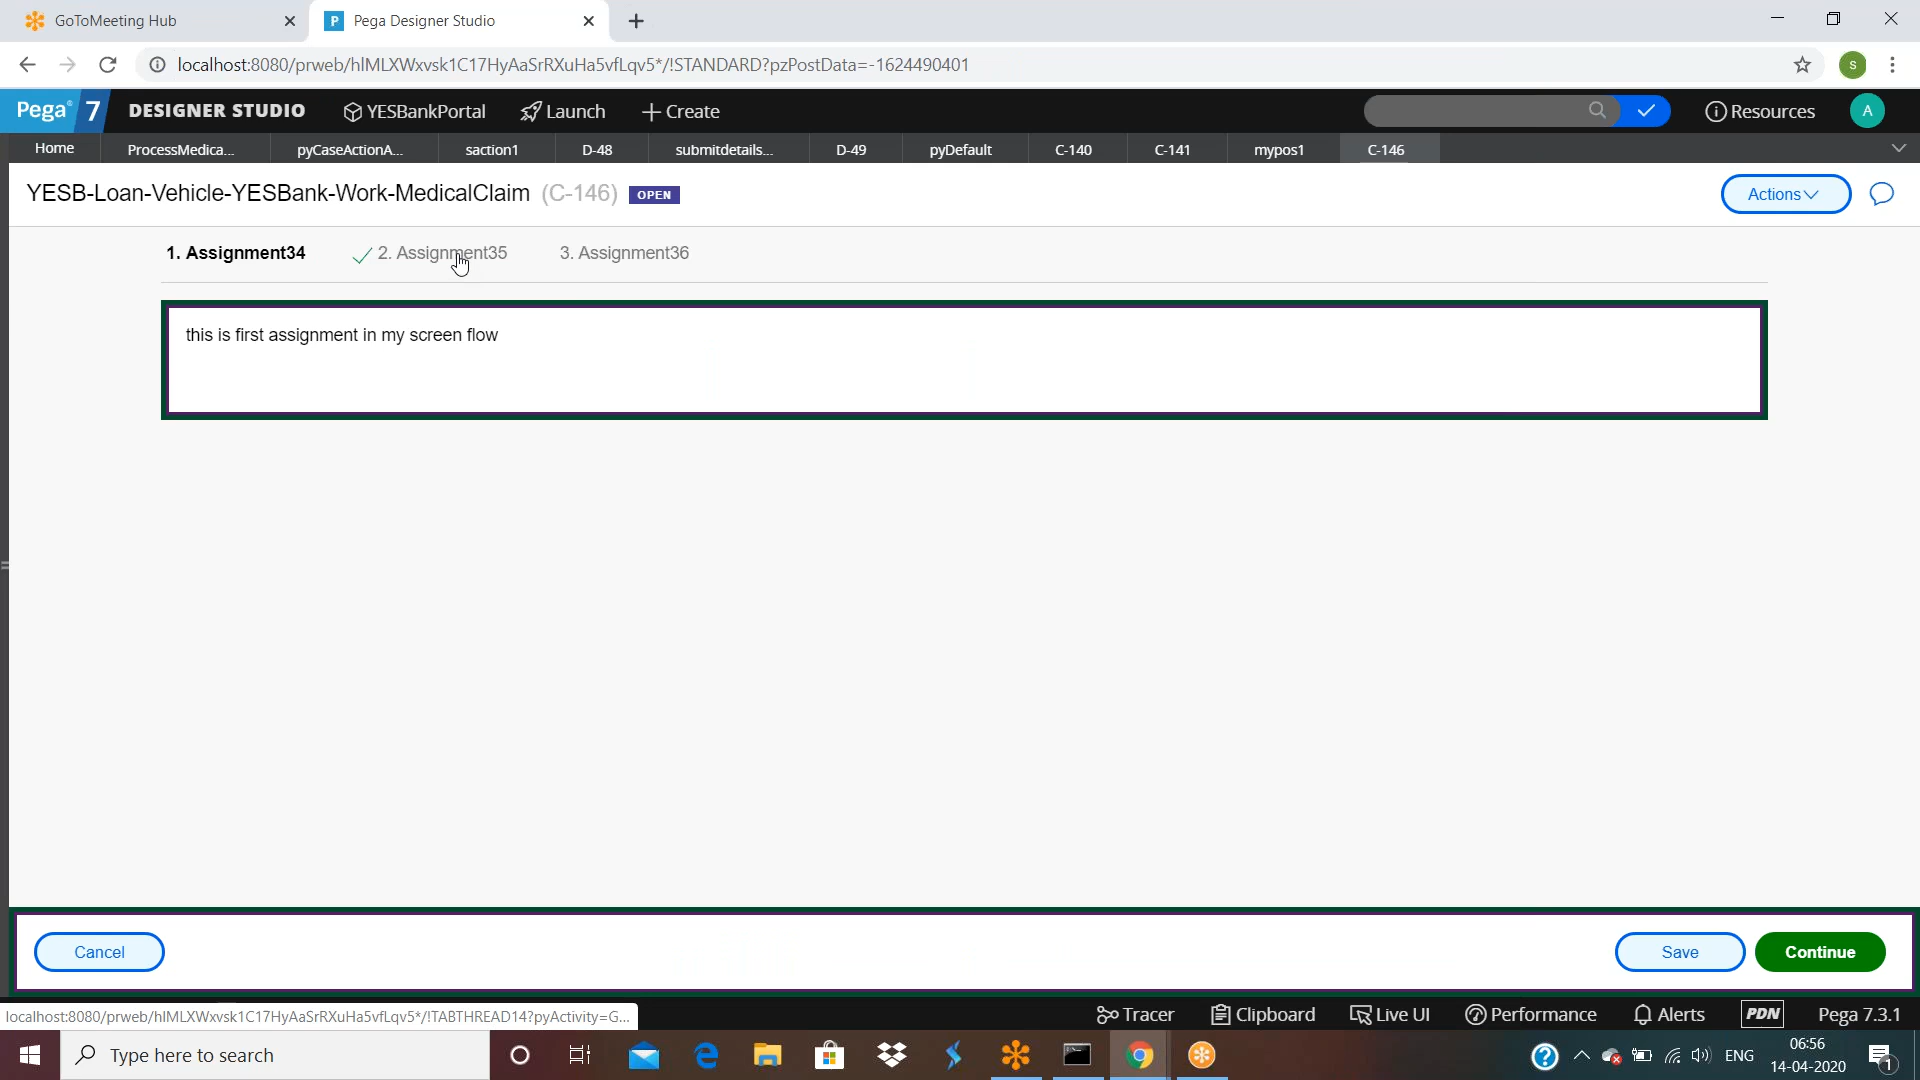 GoToMeeting Hub
P Pega Designer Studio
localhost:8080/prweb/hIMLXWxvsk1C17HyAaSrRXuHa5vfLqv5*/!STANDARD?pzPostData=-1624490401
s
Pega 7 DESIGNER STUDIO YESBankPortal Launch Create Resources A
Home ProcessMedica... pyCaseActionA... saction1 D-48 submitdetails... D-49 pyDefault C-140 C-141 mypos1 C-146
YESB-Loan-Vehicle-YESBank-Work-MedicalClaim (C-146) OPEN Actions
1. Assignment34 2. Assignment35 3. Assignment36
this is first assignment in my screen flow
Cancel Save Continue
localhost:8080/prweb/hIMLXWxvsk1C17HyAaSrRXuHa5vfLqv5*/!TABTHREAD14?pyActivity=G... Tracer Clipboard Live UI Performance Alerts PDN Pega 7.3.1
Type here to search ENG 06:56
14-04-2020 1